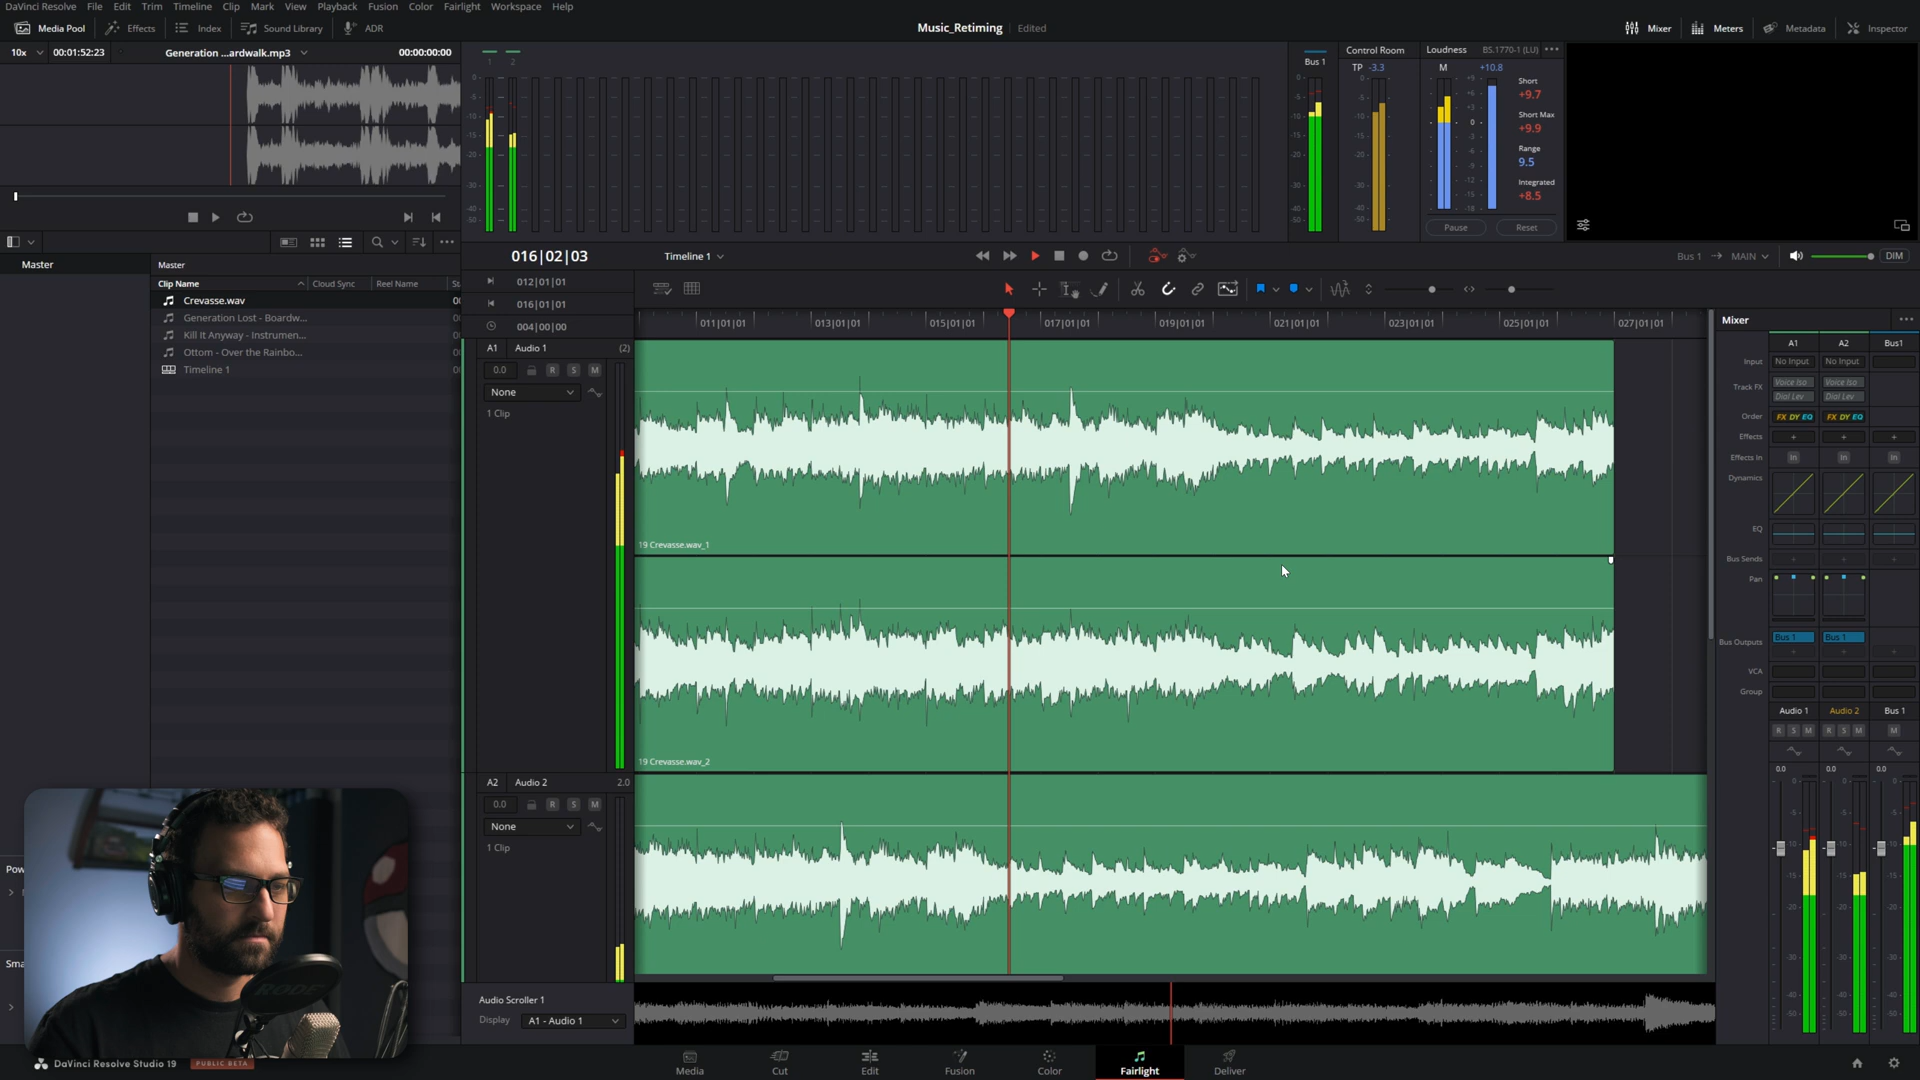 DaVinci Resolve File Edit Trim Timeline Clip Mark View Playback Fusion Color Fairlight Workspace Help
Media Pool Effects Index Sound Library ADR
Music_Retiming Edited
Mixer Meters Metadata Inspector
10x 00:01:52:23 Generation ...ardwalk.mp3 00:00:00:00
1 2
Bus 1
Control Room
TP -3.3
Loudness BS.1770-1 (LU)
M +10.8
Short
+9.7
Short Max
+9.9
Range
9.5
Integrated
+8.5
Pause Reset
Master
Master
Clip Name Cloud Sync Reel Name
Crevasse.wav
Generation Lost - Boardw...
Kill It Anyway - Instrumen...
Ottom - Over the Rainbo...
Timeline 1
016|02|03 Timeline 1
Bus 1 MAIN DIM
012|01|01
016|01|01
004|00|00
011|01|01 013|01|01 015|01|01 017|01|01 019|01|01 021|01|01 023|01|01 025|01|01 027|01|01
A1 Audio 1 (2)
0.0 R S M
None
1 Clip
19 Crevasse.wav_1
19 Crevasse.wav_2
A2 Audio 2 2.0
0.0 R S M
None
1 Clip
Audio Scroller 1
Display A1 - Audio 1
Mixer
A1 A2 Bus1
Input No Input No Input
Track FX Voice Iso Voice Iso
Dial Lev Dial Lev
Order FX DY EQ FX DY EQ
Effects
Effects In In In In
Dynamics
EQ
Bus Sends
Pan
Bus Outputs Bus 1 Bus 1
VCA
Group
Audio 1 Audio 2 Bus 1
R S M R S M M
0.0 0.0 0.0
Pow
Sma
RODE
DaVinci Resolve Studio 19 PUBLIC BETA
Media Cut Edit Fusion Color Fairlight Deliver